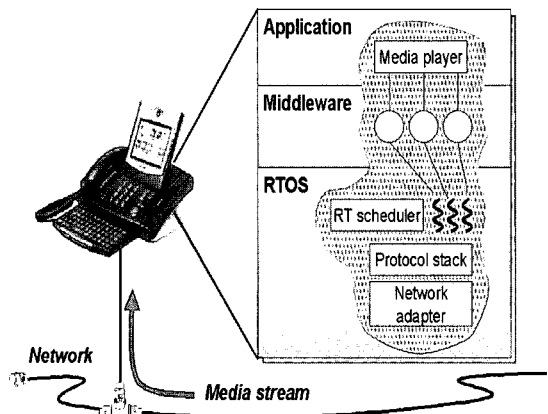 Application
Media player
Middleware
RTOS
RT scheduler
Protocol stack
Network
adapter
Network
Media stream